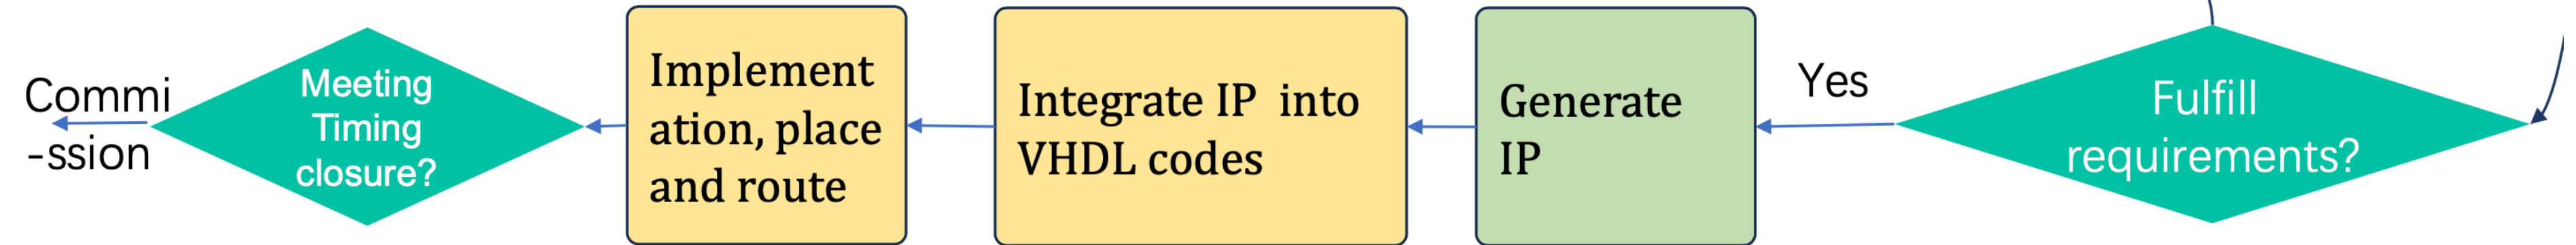 Commi
-ssion
Meeting
Timing
closure?
Implement
ation, place
and route
Integrate IP into
VHDL codes
Generate
IP
Yes
Fulfill
requirements?